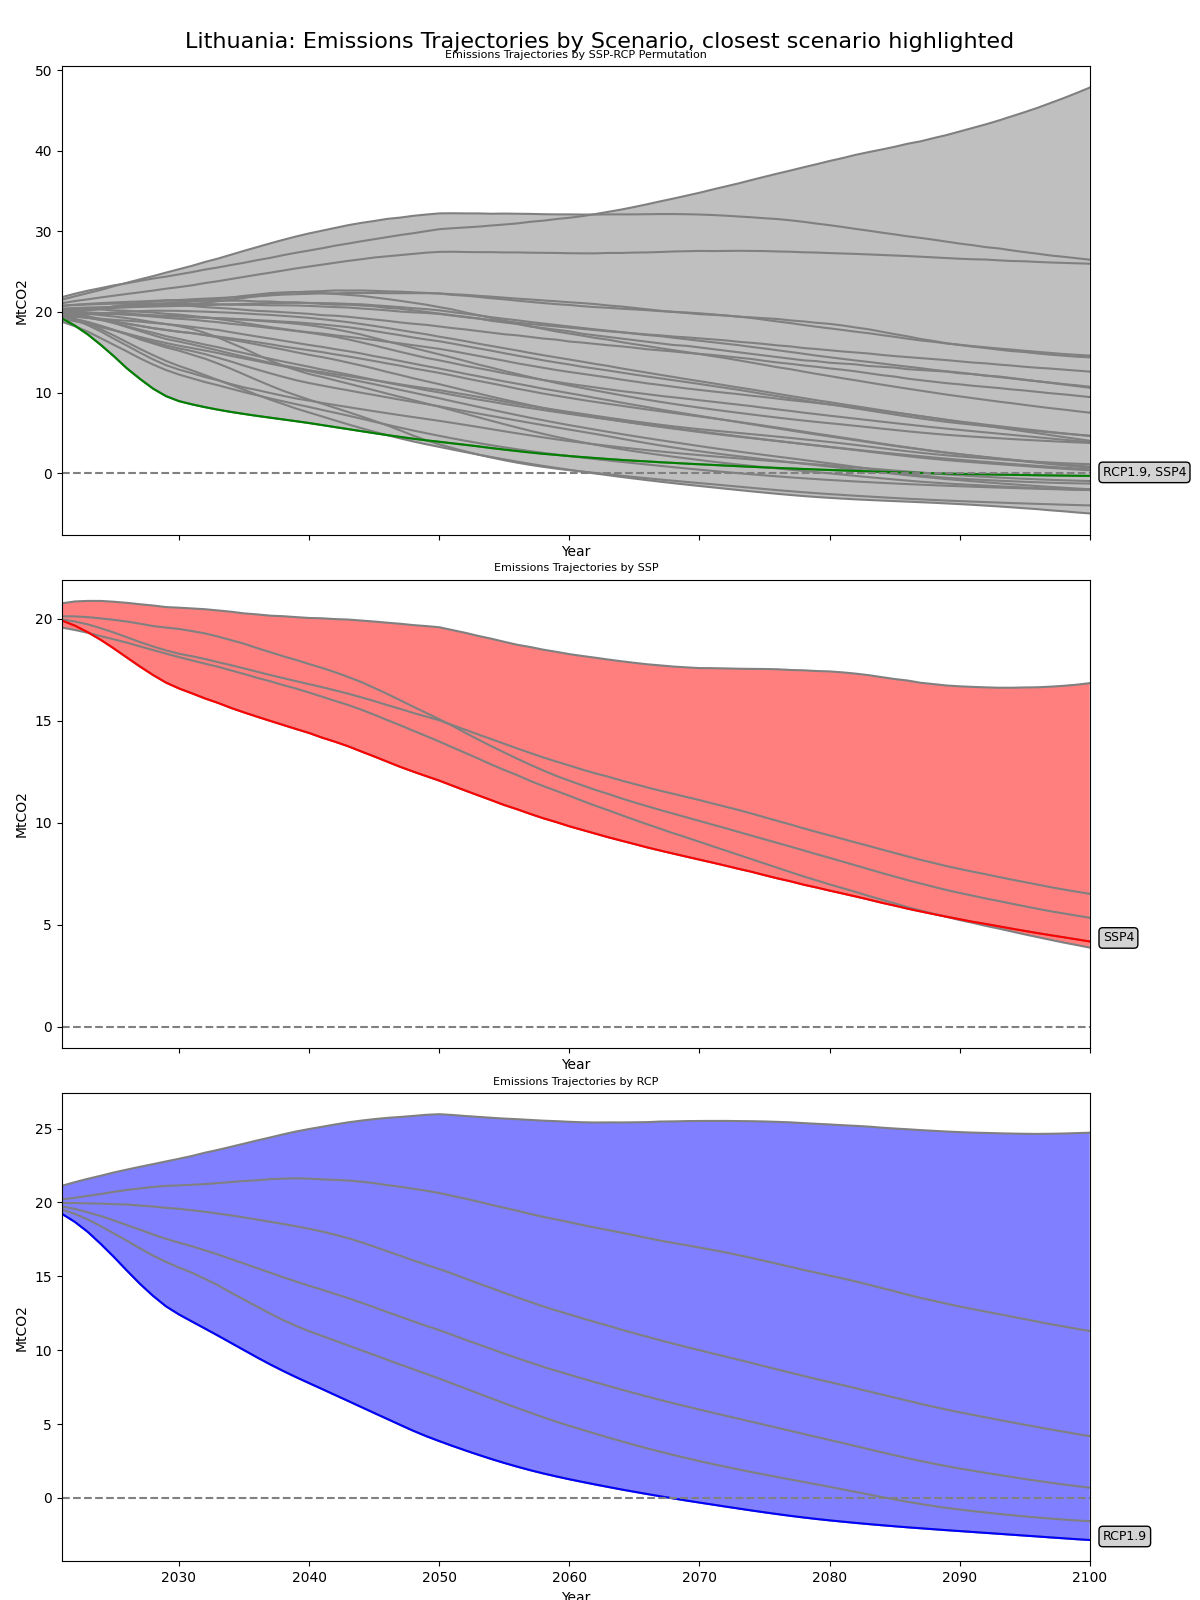 Lithuania: Emissions Trajectories by Scenario, closest scenario highlighted
Emissions Trajectories by SSP-RCP Permutation
50
40
30
20
10
0
MtCO2
RCP1.9, SSP4
Year
Emissions Trajectories by SSP
20
15
10
5
0
MtCO2
SSP4
Year
Emissions Trajectories by RCP
25
20
15
10
5
0
MtCO2
RCP1.9
2030 2040 2050 2060 2070 2080 2090 2100
Year